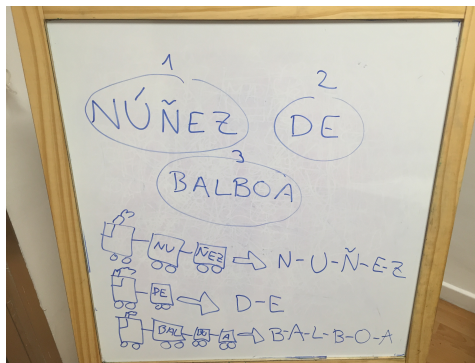 1
2
NÚÑEZ DE
3
BALBOA
NU ÑEZ N-U-Ñ-E-Z
DE D-E
BAL BO A B-A-L-B-O-A